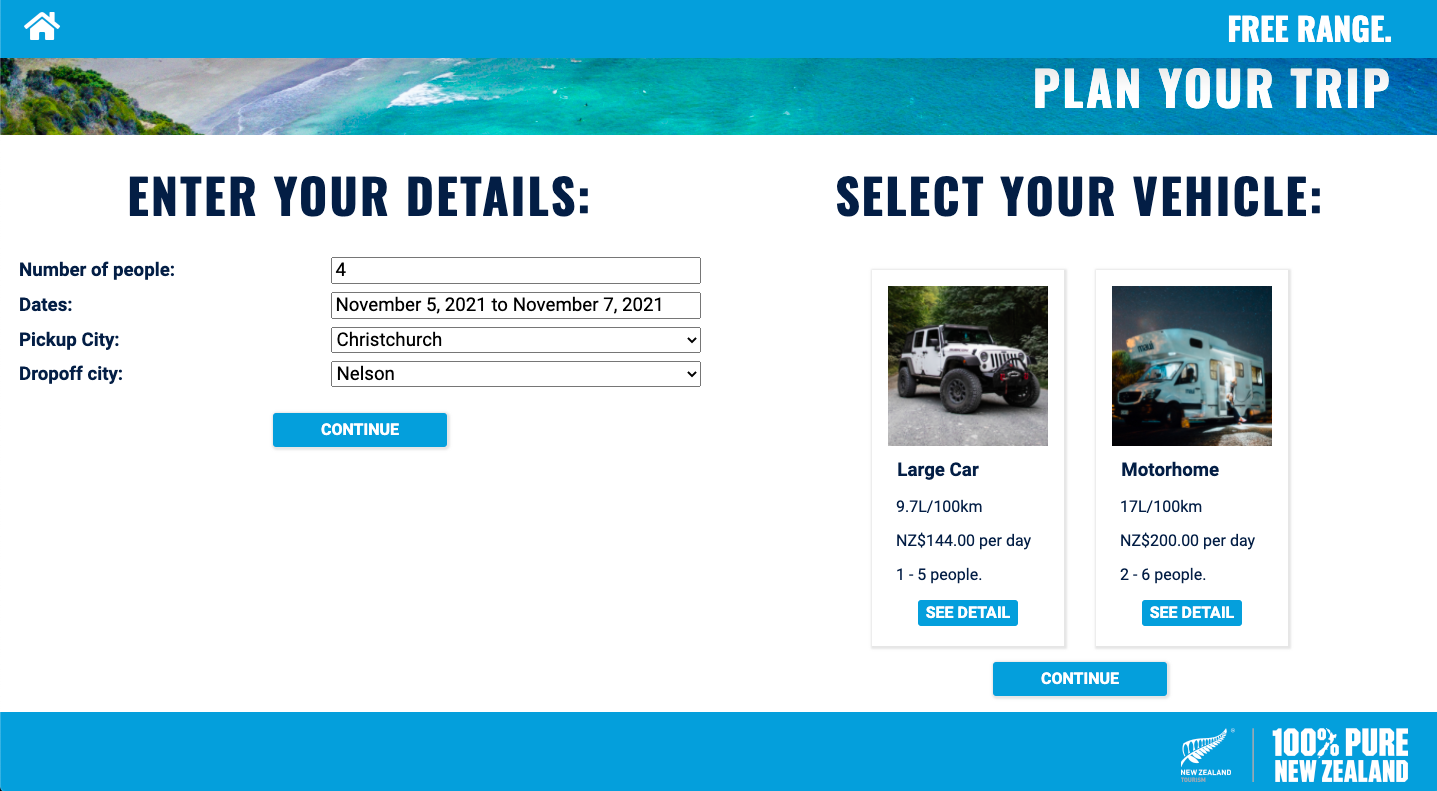 FREE RANGE.
PLAN YOUR TRIP
ENTER YOUR DETAILS:
Number of people:
4
Dates:
November 5, 2021 to November 7, 2021
Pickup City:
Christchurch
Dropoff city:
Nelson
CONTINUE
SELECT YOUR VEHICLE:
Large Car
9.7L/100km
NZ$144.00 per day
1 - 5 people.
SEE DETAIL
Motorhome
17L/100km
NZ$200.00 per day
2 - 6 people.
SEE DETAIL
CONTINUE
NEW ZEALAND
TOURISM
100% PURE
NEW ZEALAND